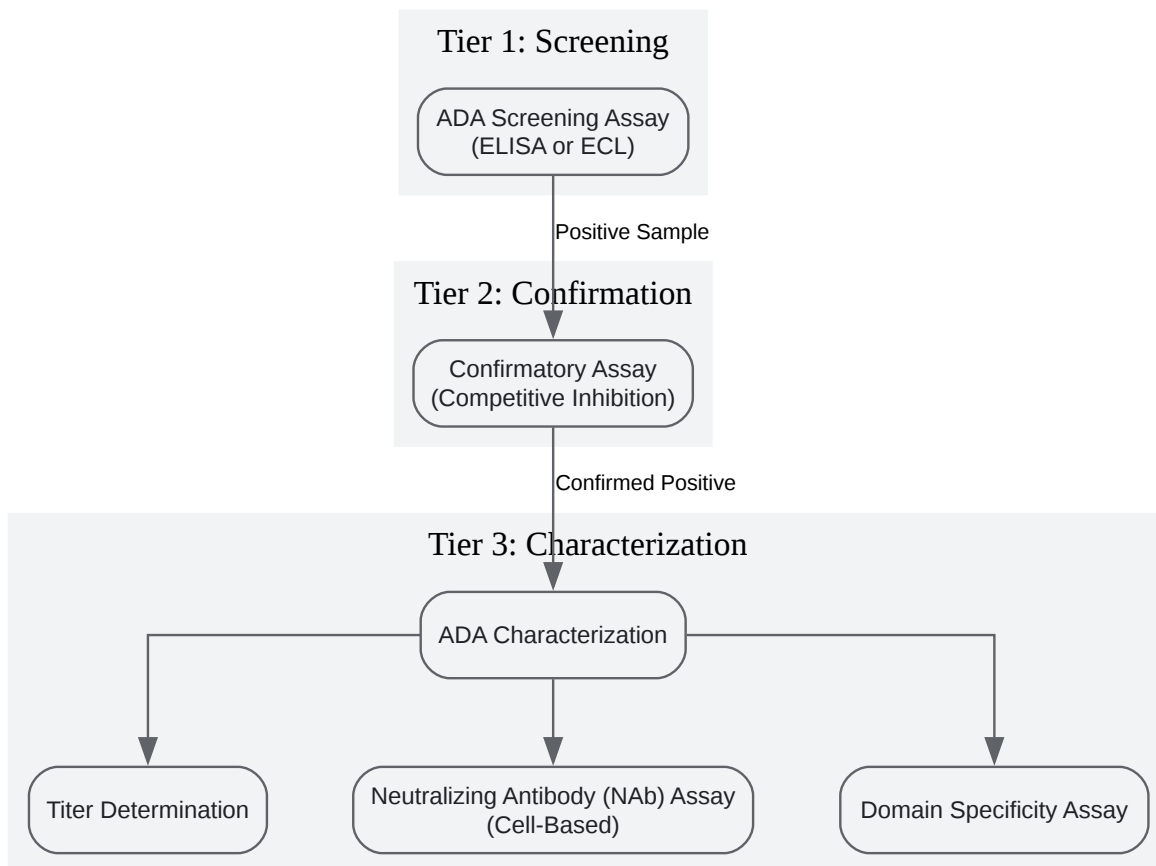 Tier 1: Screening
ADA Screening Assay
(ELISA or ECL)
Positive Sample
Tier 2: Confirmation
Confirmatory Assay
(Competitive Inhibition)
Confirmed Positive
Tier 3: Characterization
ADA Characterization
Titer Determination
Neutralizing Antibody (NAb) Assay
(Cell-Based)
Domain Specificity Assay